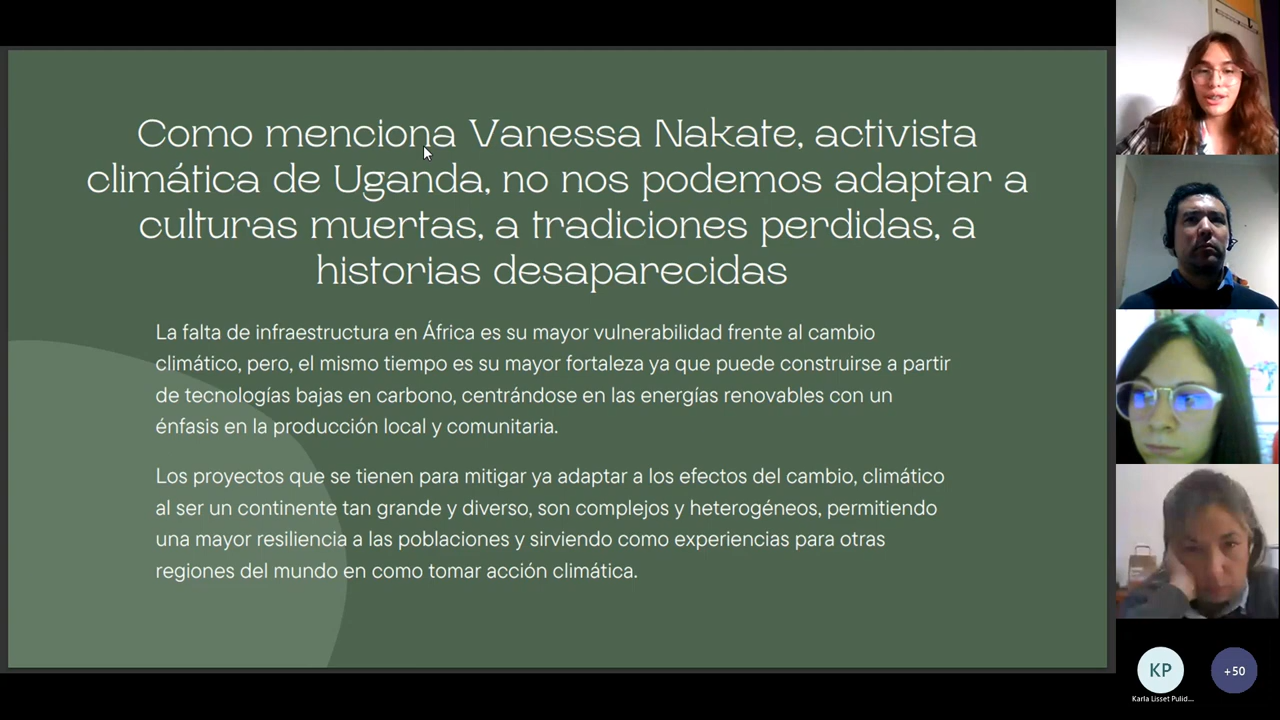 Como menciona Vanessa Nakate, activista
climática de Uganda, no nos podemos adaptar a
culturas muertas, a tradiciones perdidas, a
historias desaparecidas
La falta de infraestructura en África es su mayor vulnerabilidad frente al cambio
climático, pero, el mismo tiempo es su mayor fortaleza ya que puede construirse a partir
de tecnologías bajas en carbono, centrándose en las energías renovables con un
énfasis en la producción local y comunitaria.
Los proyectos que se tienen para mitigar ya adaptar a los efectos del cambio, climático
al ser un continente tan grande y diverso, son complejos y heterogéneos, permitiendo
una mayor resiliencia a las poblaciones y sirviendo como experiencias para otras
regiones del mundo en como tomar acción climática.
KP
+50
Karla Lisset Pulid...